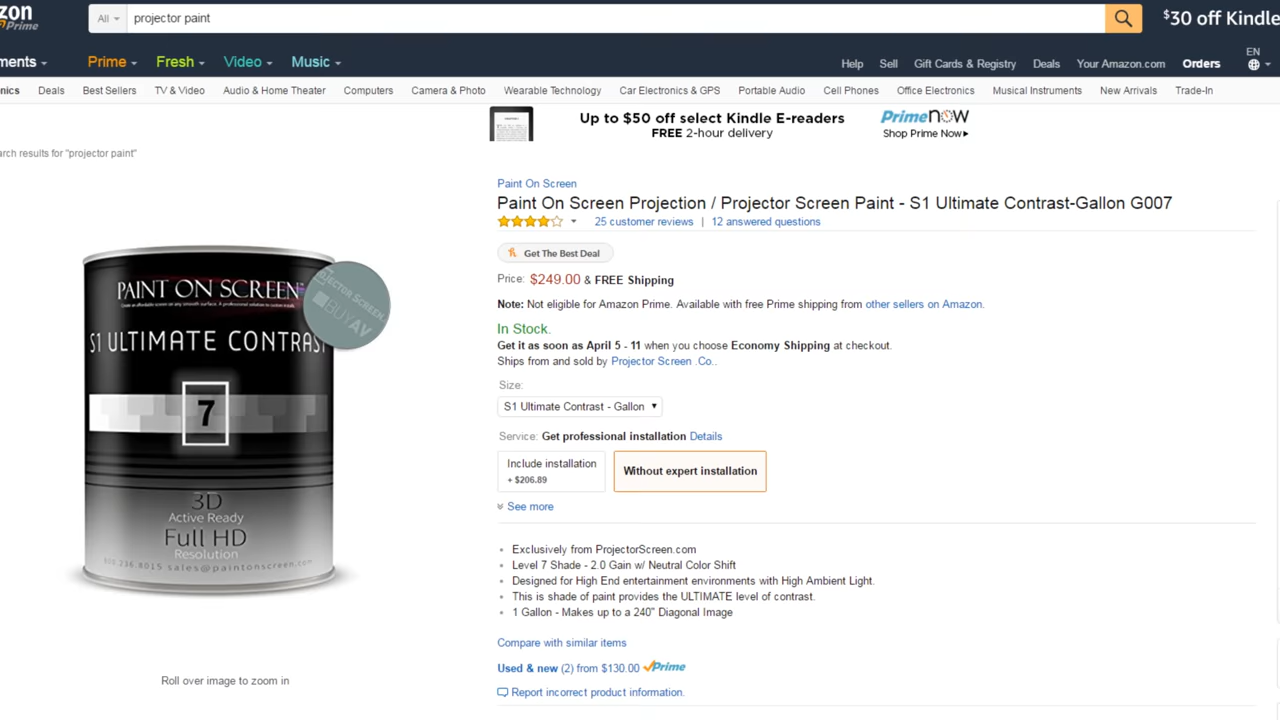 zon
Prime
All
projector paint
$30 off Kindle
ments
Prime
Fresh
Video
Music
Help
Sell
Gift Cards & Registry
Deals
Your Amazon.com
Orders
EN
nics
Deals
Best Sellers
TV & Video
Audio & Home Theater
Computers
Camera & Photo
Wearable Technology
Car Electronics & GPS
Portable Audio
Cell Phones
Office Electronics
Musical Instruments
New Arrivals
Trade-In
Up to $50 off select Kindle E-readers
FREE 2-hour delivery
Prime now
Shop Prime Now
arch results for "projector paint"
Paint On Screen
Paint On Screen Projection / Projector Screen Paint - S1 Ultimate Contrast-Gallon G007
25 customer reviews | 12 answered questions
Get The Best Deal
Price: $249.00 & FREE Shipping
Note: Not eligible for Amazon Prime. Available with free Prime shipping from other sellers on Amazon.
In Stock.
Get it as soon as April 5 - 11 when you choose Economy Shipping at checkout.
Ships from and sold by Projector Screen .Co..
Size:
S1 Ultimate Contrast - Gallon
Service: Get professional installation Details
Include installation
+ $206.89
Without expert installation
See more
Exclusively from ProjectorScreen.com
Level 7 Shade - 2.0 Gain w/ Neutral Color Shift
Designed for High End entertainment environments with High Ambient Light.
This is shade of paint provides the ULTIMATE level of contrast.
1 Gallon - Makes up to a 240" Diagonal Image
Compare with similar items
Used & new (2) from $130.00 Prime
Report incorrect product information.
PAINT ON SCREEN
S1 ULTIMATE CONTRAST
7
3D
Active Ready
Full HD
Resolution
800.236.8015 sales@paintonscreen.com
JECTOR SCREEN
BUYAV
Roll over image to zoom in